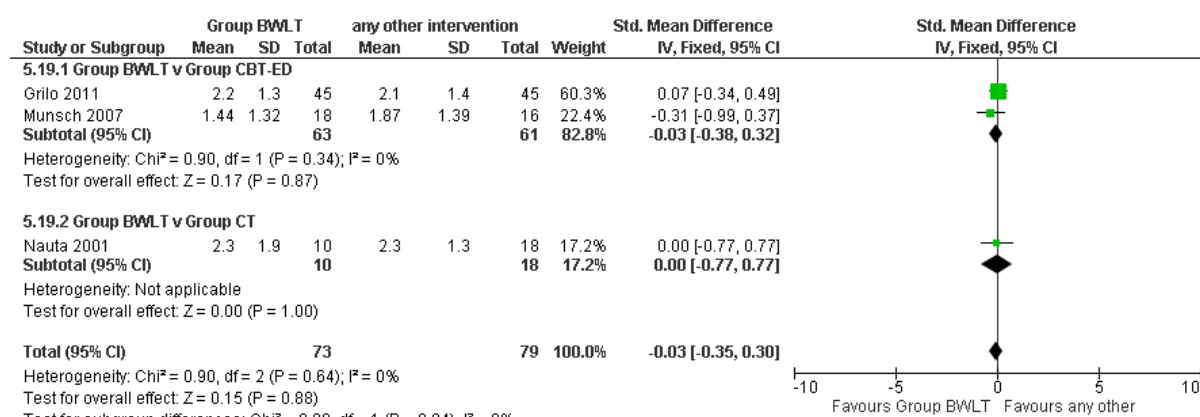 Group BWLT any other intervention Std. Mean Difference Std. Mean Difference
Study or Subgroup Mean SD Total Mean SD Total Weight IV, Fixed, 95% CI IV, Fixed, 95% CI
5.19.1 Group BWLT v Group CBT-ED
Grilo 2011 2.2 1.3 45 2.1 1.4 45 60.3% 0.07 [-0.34, 0.49]
Munsch 2007 1.44 1.32 18 1.87 1.39 16 22.4% -0.31 [-0.99, 0.37]
Subtotal (95% CI) 63 61 82.8% -0.03 [-0.38, 0.32]
Heterogeneity: Chi² = 0.90, df = 1 (P = 0.34); I² = 0%
Test for overall effect: Z = 0.17 (P = 0.87)
5.19.2 Group BWLT v Group CT
Nauta 2001 2.3 1.9 10 2.3 1.3 18 17.2% 0.00 [-0.77, 0.77]
Subtotal (95% CI) 10 18 17.2% 0.00 [-0.77, 0.77]
Heterogeneity: Not applicable
Test for overall effect: Z = 0.00 (P = 1.00)
Total (95% CI) 73 79 100.0% -0.03 [-0.35, 0.30]
Heterogeneity: Chi² = 0.90, df = 2 (P = 0.64); I² = 0%
Test for overall effect: Z = 0.15 (P = 0.88)
-10 -5 0 5 10
Favours Group BWLT Favours any other